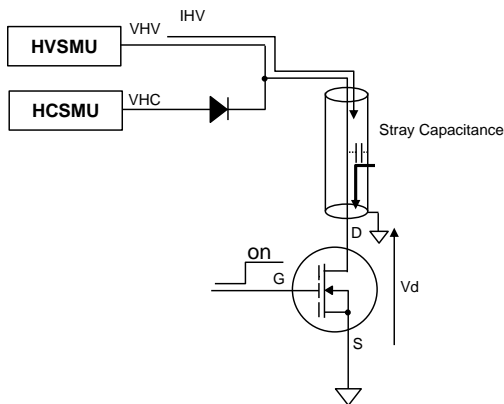 IHV
VHV
HVSMU
HCSMU
VHC
Stray Capacitance
D
on
G
Vd
S